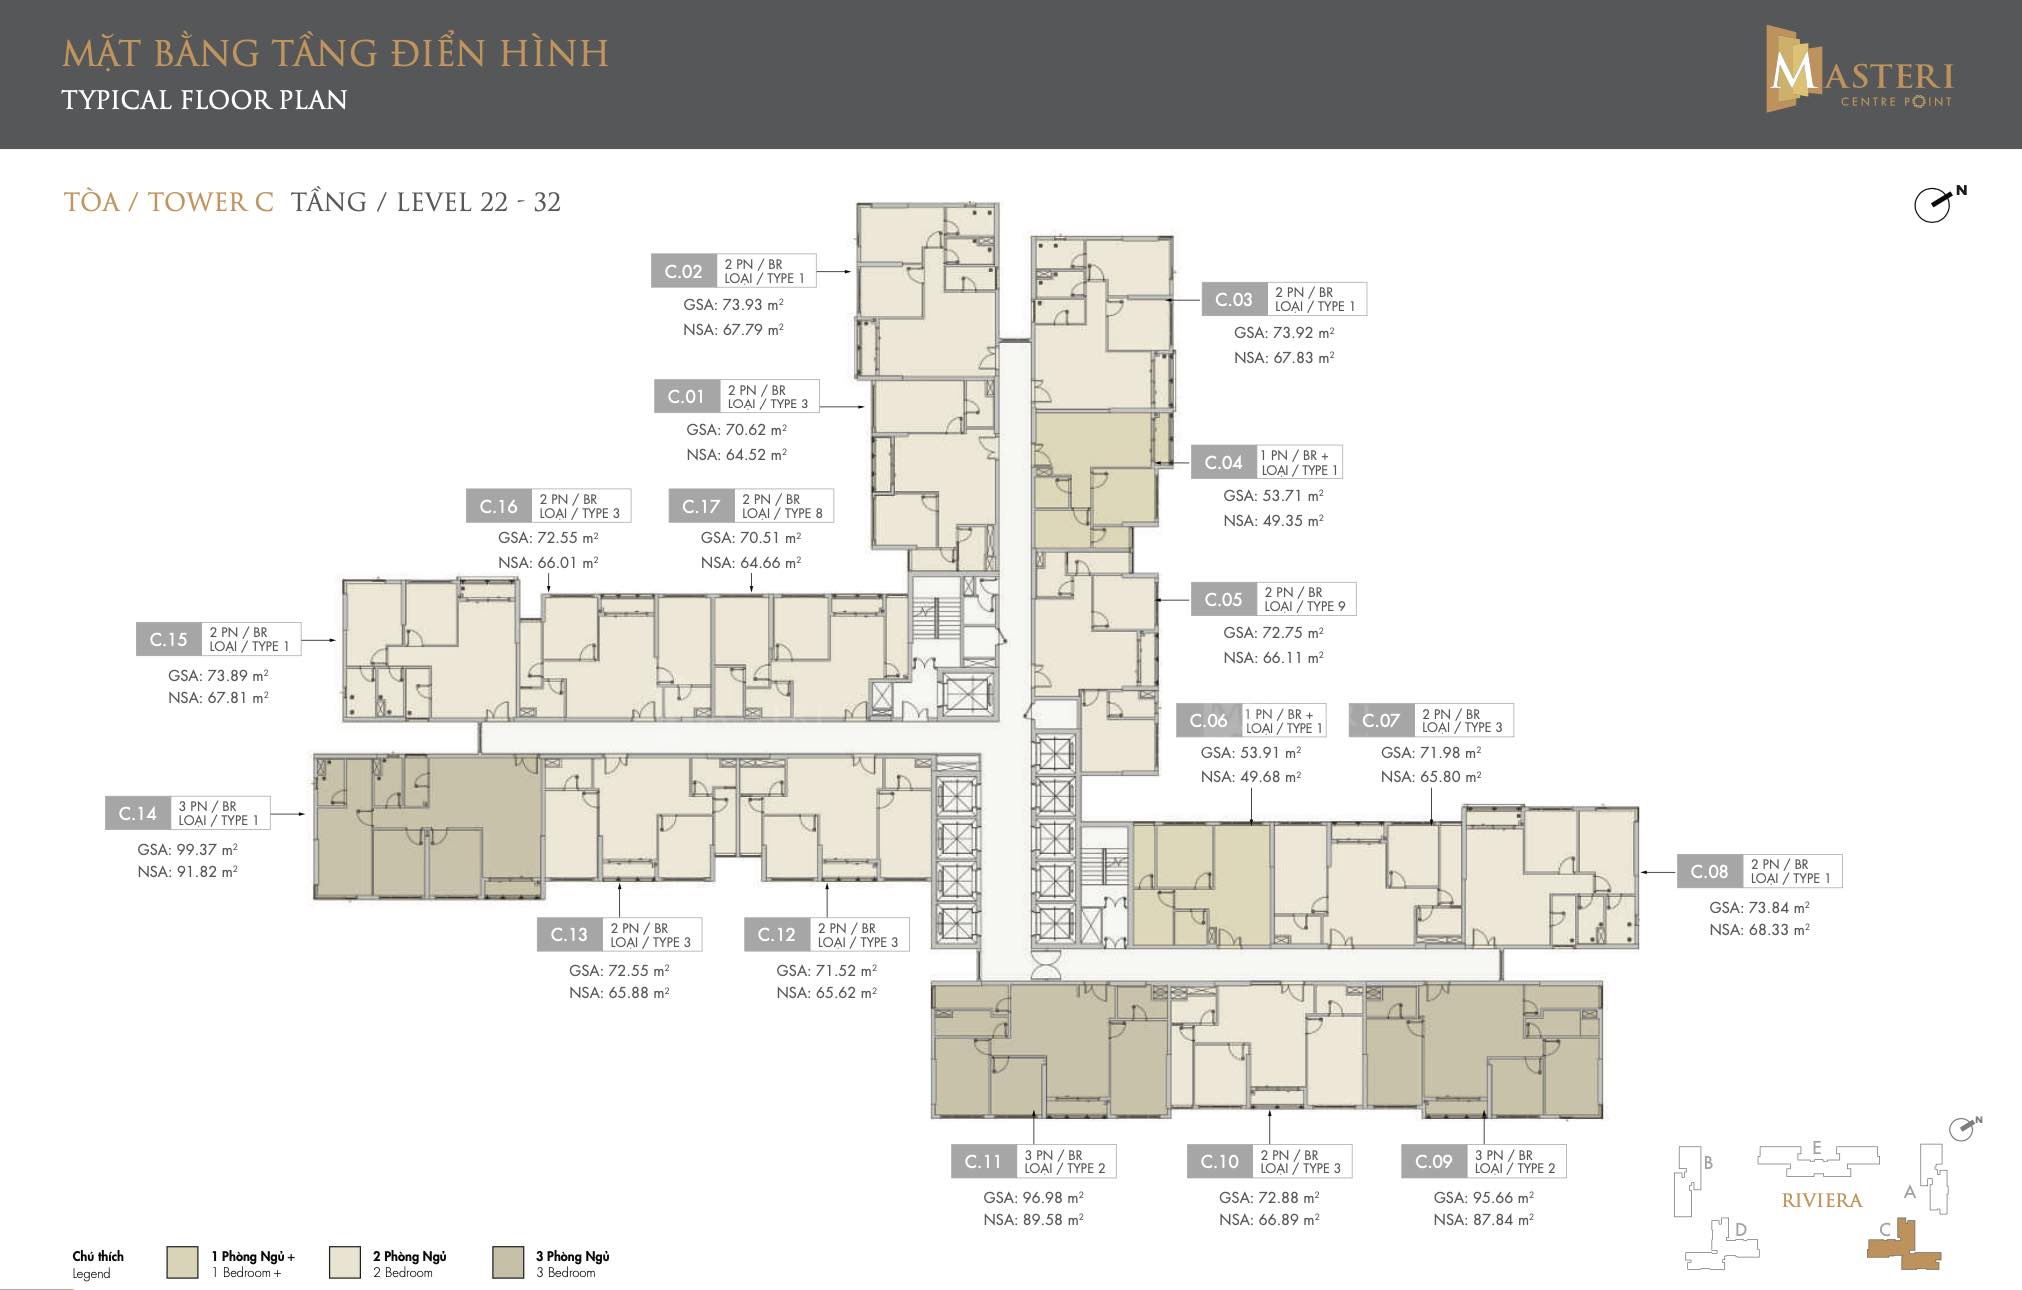 MẶT BẰNG TẦNG ĐIỂN HÌNH
TYPICAL FLOOR PLAN
MASTERI
CENTRE POINT
TÒA / TOWER C TẦNG / LEVEL 22 - 32
N
C.02
2 PN / BR
LOẠI / TYPE 1
GSA: 73.93 m²
NSA: 67.79 m²
C.03
2 PN / BR
LOẠI / TYPE 1
GSA: 73.92 m²
NSA: 67.83 m²
C.01
2 PN / BR
LOẠI / TYPE 3
GSA: 70.62 m²
NSA: 64.52 m²
C.04
1 PN / BR +
LOẠI / TYPE 1
GSA: 53.71 m²
NSA: 49.35 m²
C.16
2 PN / BR
LOẠI / TYPE 3
GSA: 72.55 m²
NSA: 66.01 m²
C.17
2 PN / BR
LOẠI / TYPE 8
GSA: 70.51 m²
NSA: 64.66 m²
C.05
2 PN / BR
LOẠI / TYPE 9
GSA: 72.75 m²
NSA: 66.11 m²
C.15
2 PN / BR
LOẠI / TYPE 1
GSA: 73.89 m²
NSA: 67.81 m²
C.06
1 PN / BR +
LOẠI / TYPE 1
GSA: 53.91 m²
NSA: 49.68 m²
C.07
2 PN / BR
LOẠI / TYPE 3
GSA: 71.98 m²
NSA: 65.80 m²
C.14
3 PN / BR
LOẠI / TYPE 1
GSA: 99.37 m²
NSA: 91.82 m²
C.08
2 PN / BR
LOẠI / TYPE 1
GSA: 73.84 m²
NSA: 68.33 m²
C.13
2 PN / BR
LOẠI / TYPE 3
GSA: 72.55 m²
NSA: 65.88 m²
C.12
2 PN / BR
LOẠI / TYPE 3
GSA: 71.52 m²
NSA: 65.62 m²
C.11
3 PN / BR
LOẠI / TYPE 2
GSA: 96.98 m²
NSA: 89.58 m²
C.10
2 PN / BR
LOẠI / TYPE 3
GSA: 72.88 m²
NSA: 66.89 m²
C.09
3 PN / BR
LOẠI / TYPE 2
GSA: 95.66 m²
NSA: 87.84 m²
N
B
E
A
RIVIERA
D
C
Chú thích
Legend
1 Phòng Ngủ +
1 Bedroom +
2 Phòng Ngủ
2 Bedroom
3 Phòng Ngủ
3 Bedroom